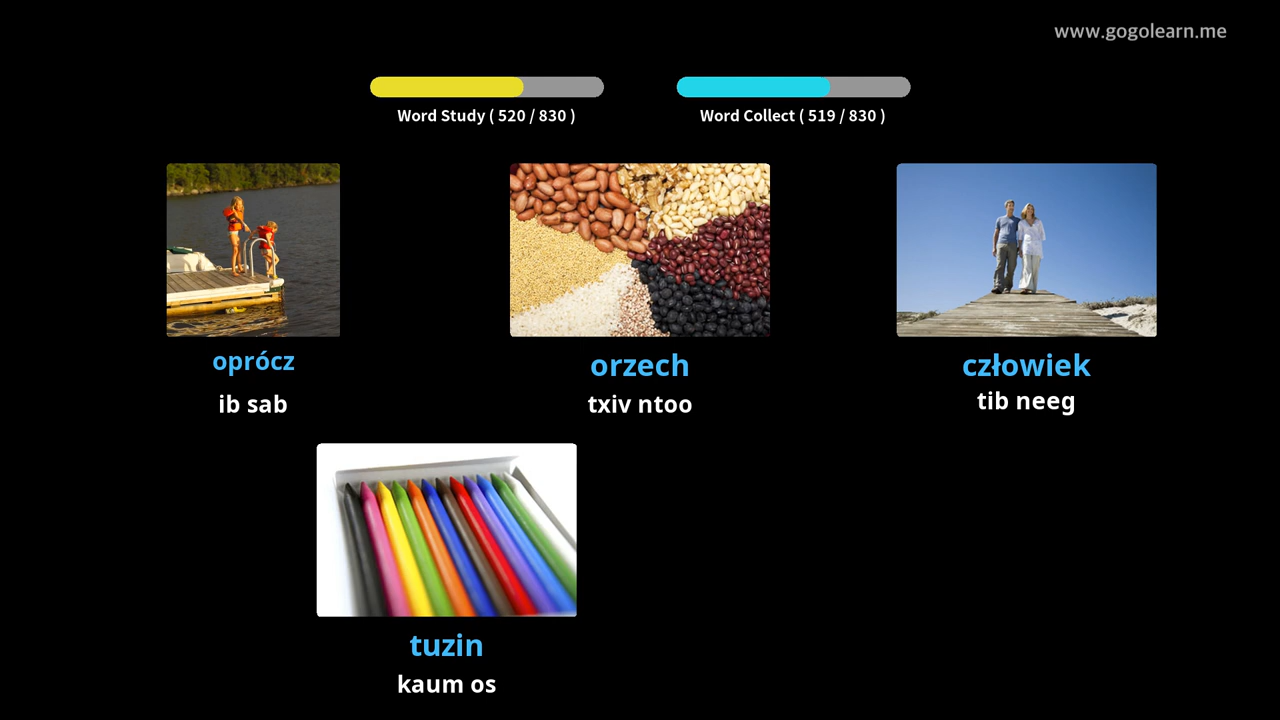 www.gogolearn.me
Word Study ( 520 / 830 )
Word Collect ( 519 / 830 )
oprócz
ib sab
orzech
txiv ntoo
człowiek
tib neeg
tuzin
kaum os